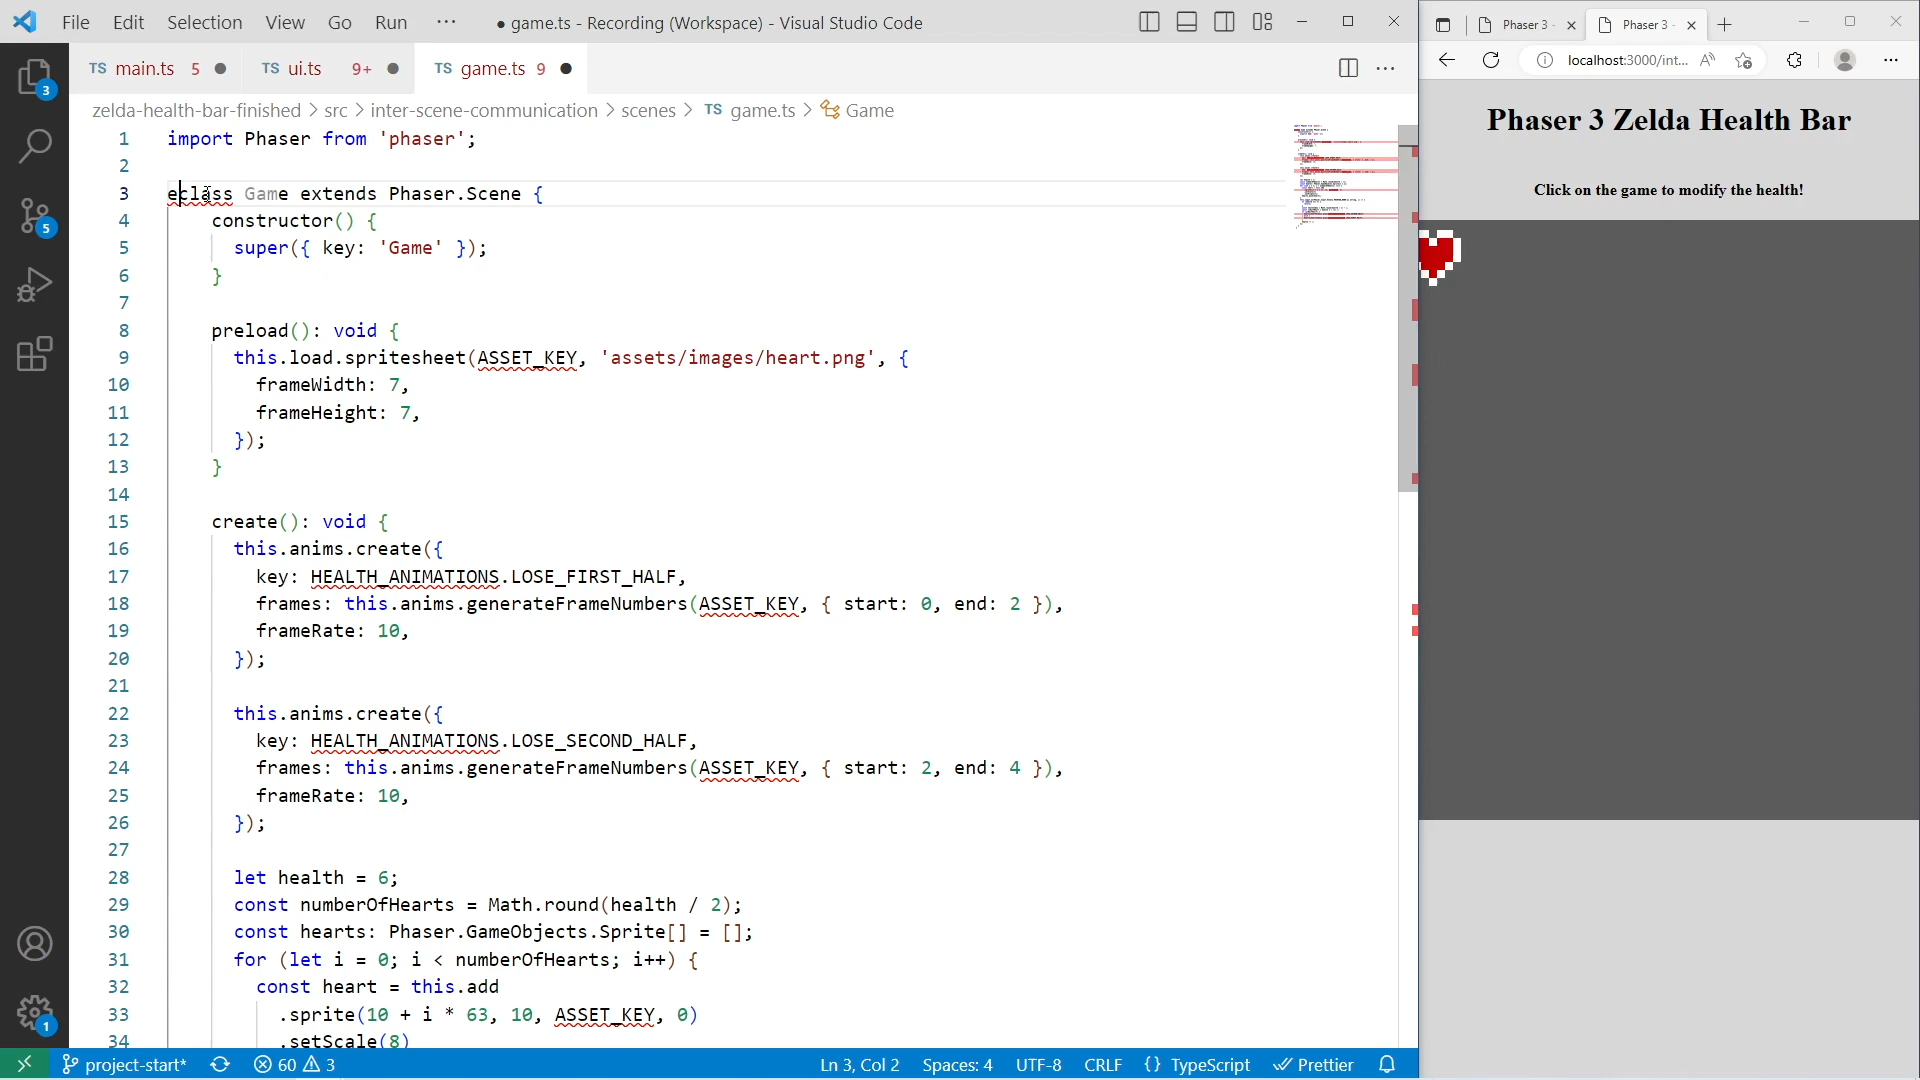 File Edit Selection View Go Run ··· ● game.ts - Recording (Workspace) - Visual Studio Code
TS main.ts 5 ● TS ui.ts 9+ ● TS game.ts 9 ●
zelda-health-bar-finished > src > inter-scene-communication > scenes > TS game.ts > Game
1 import Phaser from 'phaser';
2
3 eclass Game extends Phaser.Scene {
4 constructor() {
5 super({ key: 'Game' });
6 }
7
8 preload(): void {
9 this.load.spritesheet(ASSET_KEY, 'assets/images/heart.png', {
10 frameWidth: 7,
11 frameHeight: 7,
12 });
13 }
14
15 create(): void {
16 this.anims.create({
17 key: HEALTH_ANIMATIONS.LOSE_FIRST_HALF,
18 frames: this.anims.generateFrameNumbers(ASSET_KEY, { start: 0, end: 2 }),
19 frameRate: 10,
20 });
21
22 this.anims.create({
23 key: HEALTH_ANIMATIONS.LOSE_SECOND_HALF,
24 frames: this.anims.generateFrameNumbers(ASSET_KEY, { start: 2, end: 4 }),
25 frameRate: 10,
26 });
27
28 let health = 6;
29 const numberOfHearts = Math.round(health / 2);
30 const hearts: Phaser.GameObjects.Sprite[] = [];
31 for (let i = 0; i < numberOfHearts; i++) {
32 const heart = this.add
33 .sprite(10 + i * 63, 10, ASSET_KEY, 0)
34 .setScale(8)
3
5
1
project-start* 60 3 Ln 3, Col 2 Spaces: 4 UTF-8 CRLF {} TypeScript Prettier
Phaser 3 - Phaser 3 -
localhost:3000/int...
Phaser 3 Zelda Health Bar
Click on the game to modify the health!